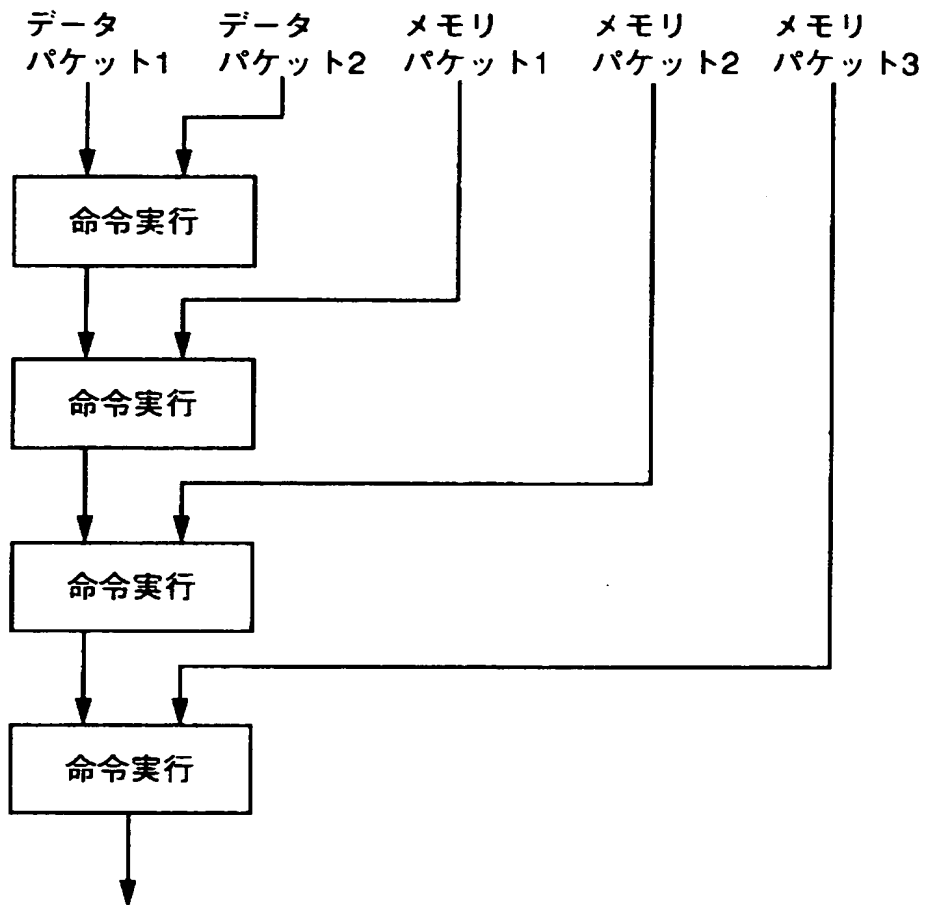 データ
パケット1
データ
パケット2
メモリ
パケット1
メモリ
パケット2
メモリ
パケット3
命令実行
命令実行
命令実行
命令実行